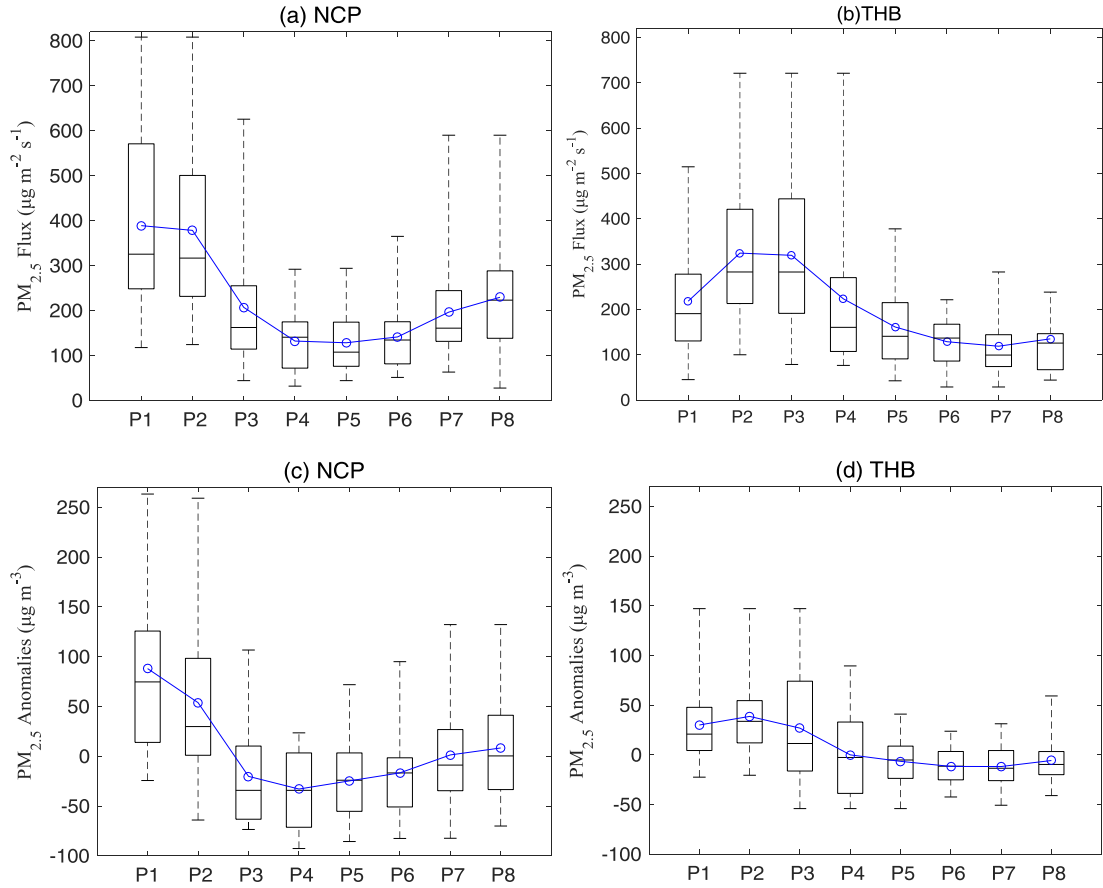 (a) NCP
PM2.5 Flux (μg m-2 s-1)
800
700
600
500
400
300
200
100
0
P1 P2 P3 P4 P5 P6 P7 P8
(b)THB
PM2.5 Flux (μg m-2 s-1)
800
700
600
500
400
300
200
100
0
P1 P2 P3 P4 P5 P6 P7 P8
(c) NCP
PM2.5 Anomalies (μg m-3)
250
200
150
100
50
0
-50
-100
P1 P2 P3 P4 P5 P6 P7 P8
(d) THB
PM2.5 Anomalies (μg m-3)
250
200
150
100
50
0
-50
-100
P1 P2 P3 P4 P5 P6 P7 P8